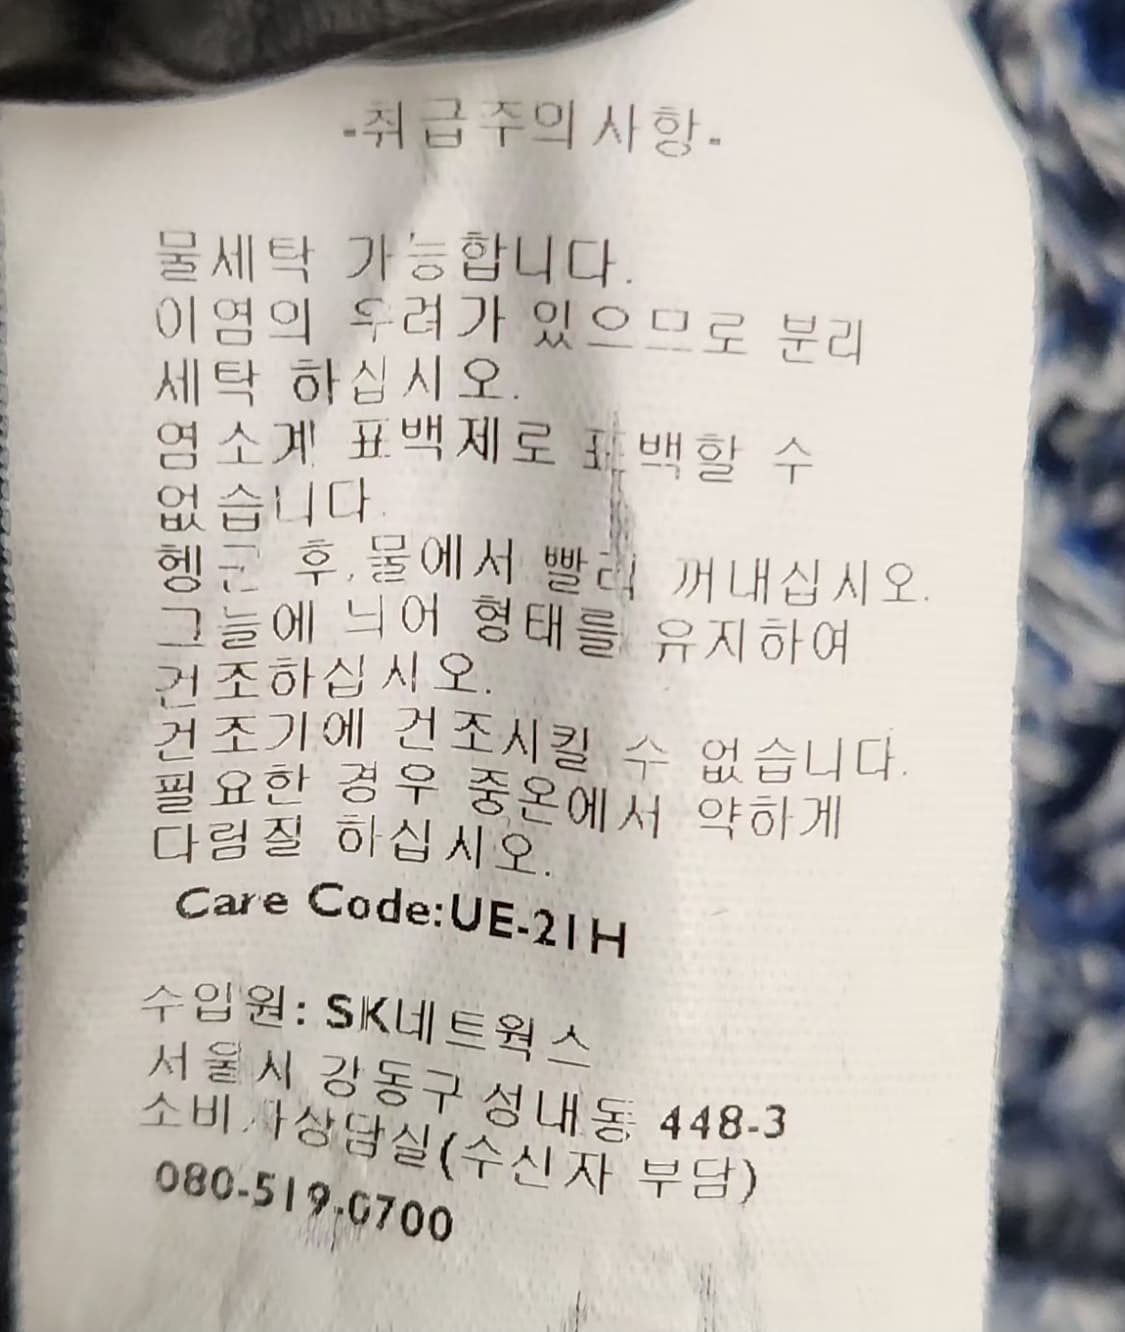 -취급주의사항-
물세탁 가능합니다.
이염의 우려가 있으므로 분리
세탁 하십시오.
염소계 표백제로 표백할 수
없습니다.
헹군 후,물에서 빨리 꺼내십시오.
그늘에 늬어 형태를 유지하여
건조하십시오.
건조기에 건조시킬 수 없습니다.
필요한 경우 중온에서 약하게
다림질 하십시오.
Care Code:UE-21H
수입원: SK네트웍스
서울시 강동구 성내동 448-3
소비자상담실(수신자 부담)
080-519-0700